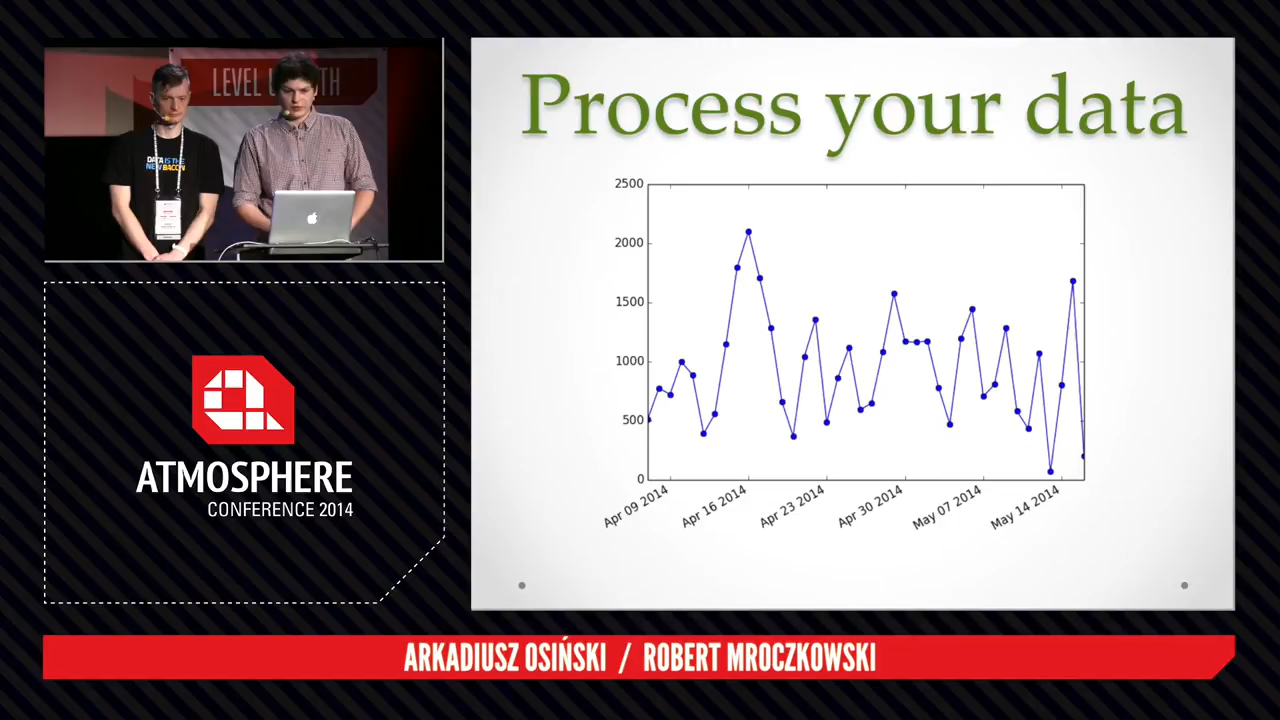 LEVEL
DATA IS THE
NEW BACON
Process your data
2500
2000
1500
1000
500
0
Apr 09 2014
Apr 16 2014
Apr 23 2014
Apr 30 2014
May 07 2014
May 14 2014
ATMOSPHERE
CONFERENCE 2014
ARKADIUSZ OSIŃSKI / ROBERT MROCZKOWSKI